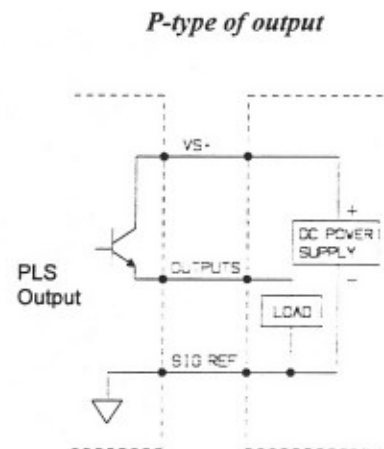 P-type of output
VS-
+
DC POWER
SUPPLY
-
PLS
Output
OUTPUTS
LOAD
SIG REF